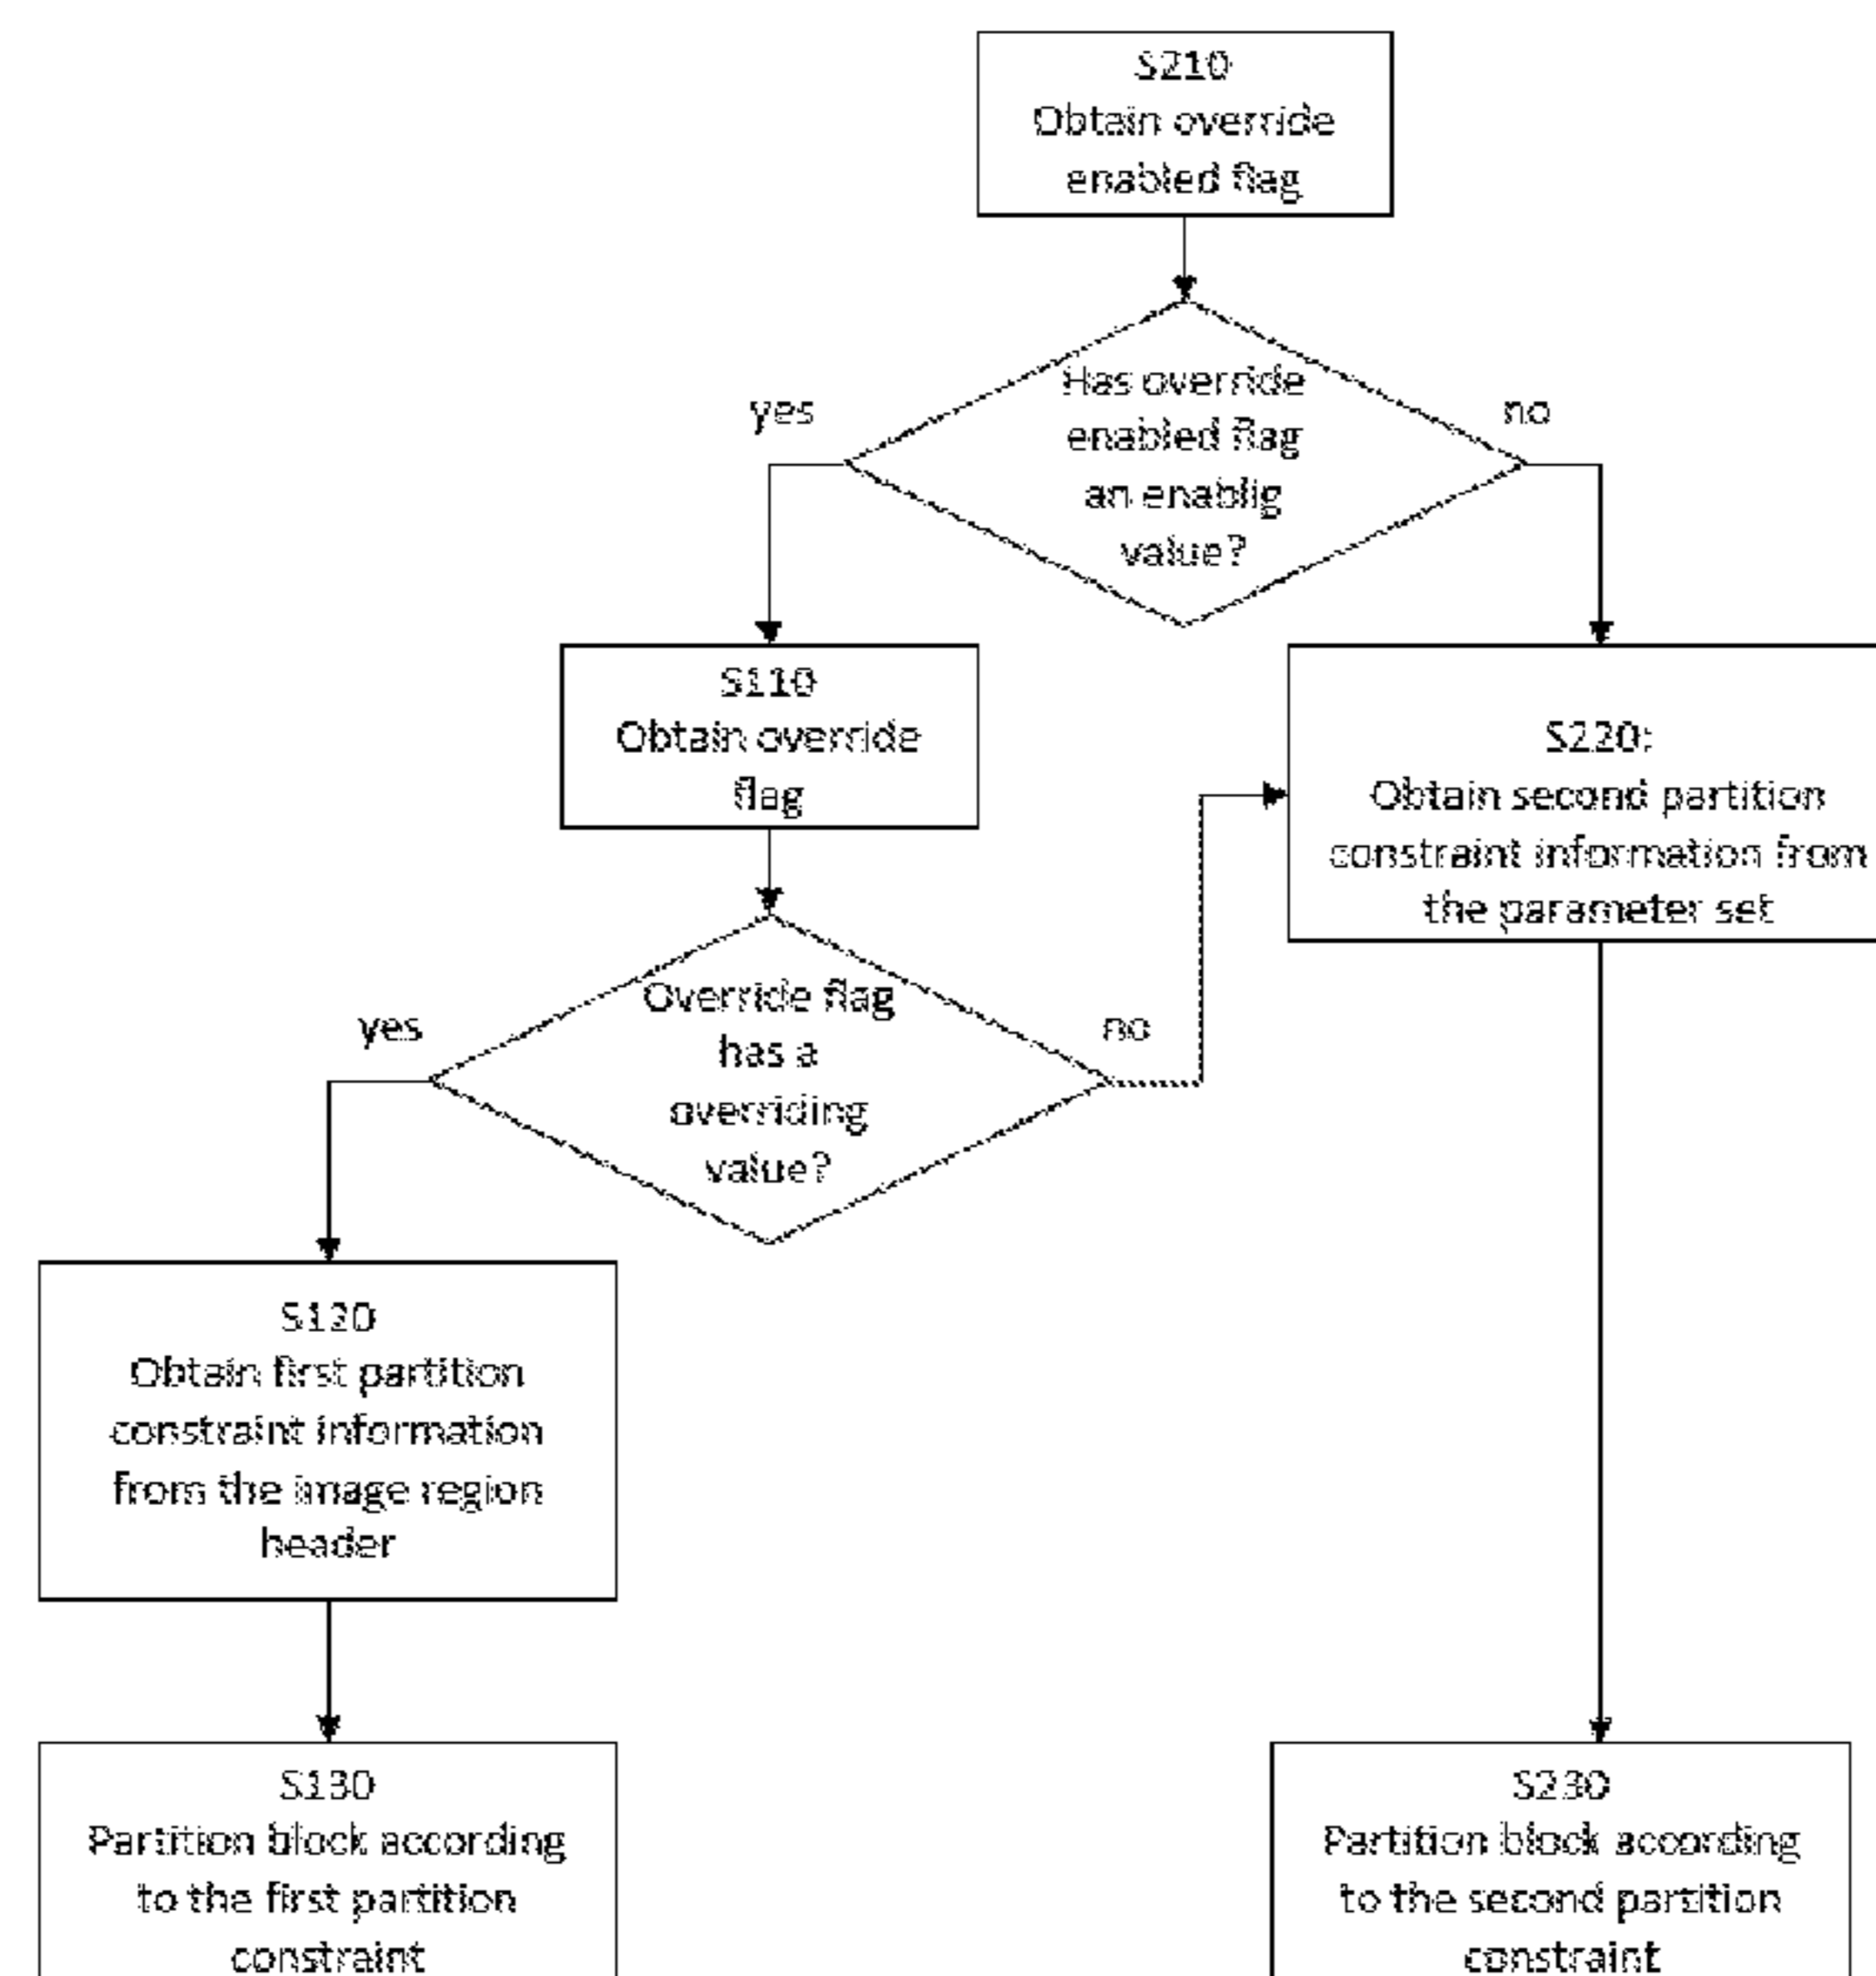 S210
Obtain override
enabled flag
Has override
enabled flag
an enablig
value?
yes
no
S110
Obtain override
flag
S220:
Obtain second partition
constraint information from
the parameter set
Override flag
has a
overriding
value?
yes
no
S120
Obtain first partition
constraint information
from the image region
header
S130
Partition block according
to the first partition
constraint
S230
Partition block according
to the second partition
constraint